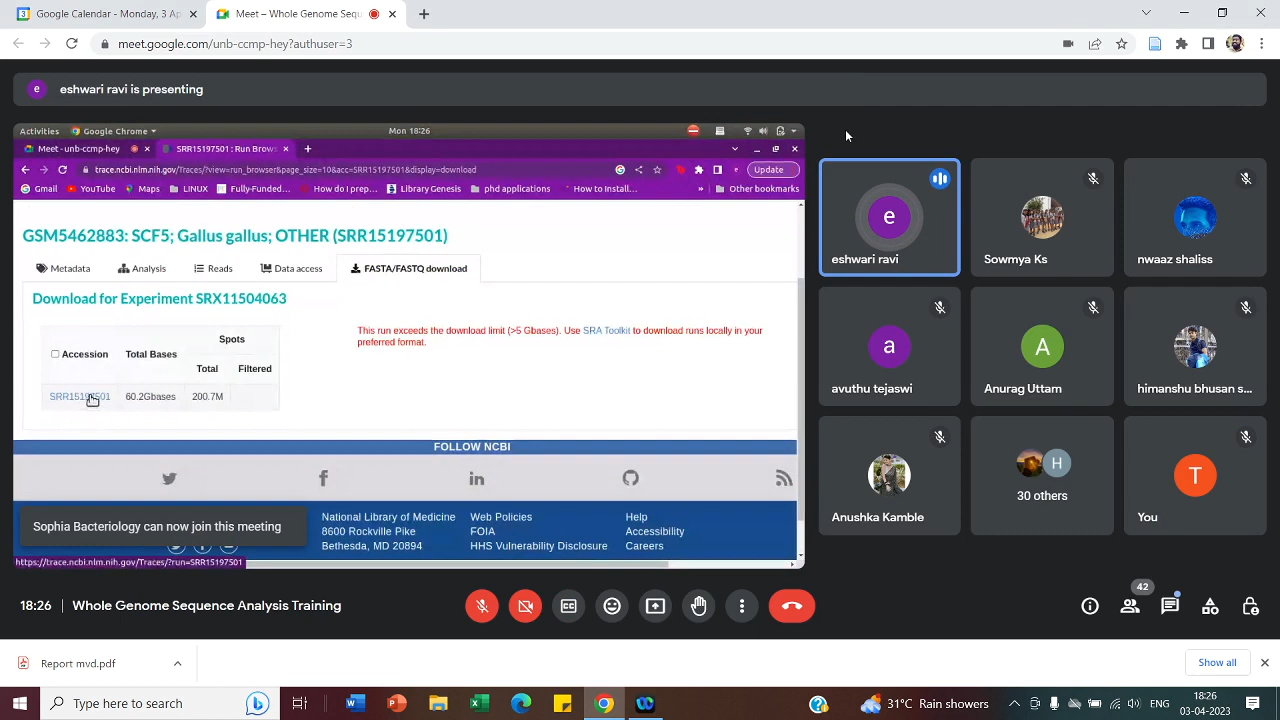 Google Calendar - Monday, 3 Ap
Meet – Whole Genome Sequ
meet.google.com/unb-ccmp-hey?authuser=3
e
eshwari ravi is presenting
Activities
Google Chrome
Mon 18:26
Meet - unb-ccmp-hey
SRR15197501 : Run Brow
trace.ncbi.nlm.nih.gov/Traces/?view=run_browser&page_size=10&acc=SRR15197501&display=download
Update
Gmail
YouTube
Maps
LINUX
Fully-Funded...
How do I prep...
Library Genesis
phd applications
How to Install...
Other bookmarks
GSM5462883: SCF5; Gallus gallus; OTHER (SRR15197501)
Metadata
Analysis
Reads
Data access
FASTA/FASTQ download
Download for Experiment SRX11504063
Accession
Total Bases
Spots
Total
Filtered
SRR15197501
60.2Gbases
200.7M
This run exceeds the download limit (>5 Gbases). Use SRA Toolkit to download runs locally in your
preferred format.
FOLLOW NCBI
Sophia Bacteriology can now join this meeting
National Library of Medicine
8600 Rockville Pike
Bethesda, MD 20894
Web Policies
FOIA
HHS Vulnerability Disclosure
Help
Accessibility
Careers
https://trace.ncbi.nlm.nih.gov/Traces/?run=SRR15197501
e
eshwari ravi
Sowmya Ks
nwaaz shaliss
a
avuthu tejaswi
A
Anurag Uttam
himanshu bhusan s...
Anushka Kamble
H
30 others
T
You
18:26 | Whole Genome Sequence Analysis Training
42
Report mvd.pdf
Show all
Type here to search
31°C Rain showers
ENG
18:26
03-04-2023